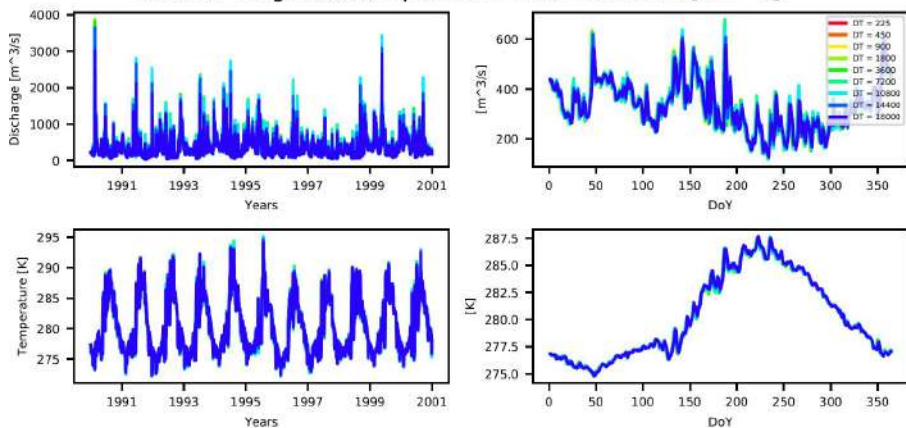 4000
3000
2000
1000
0
Discharge [m^3/s]
1991 1993 1995 1997 1999 2001
Years
600
400
200
[m^3/s]
DT = 225
DT = 450
DT = 900
DT = 1800
DT = 3600
DT = 7200
DT = 10800
DT = 14400
DT = 18000
0 50 100 150 200 250 300 350
DoY
295
290
285
280
275
Temperature [K]
1991 1993 1995 1997 1999 2001
Years
287.5
285.0
282.5
280.0
277.5
275.0
[K]
0 50 100 150 200 250 300 350
DoY